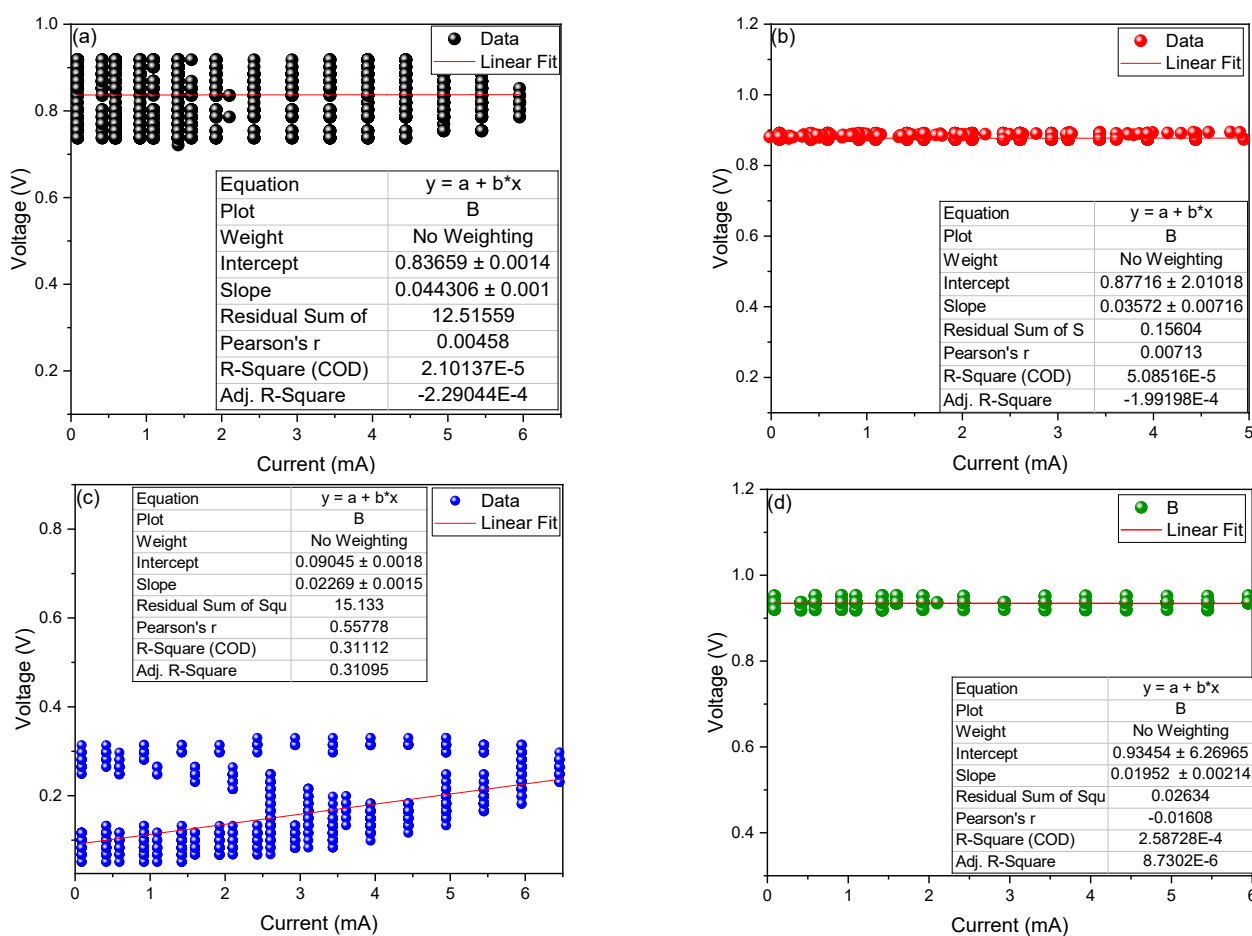 (a)
Data
Linear Fit
Equation y = a + b*x
Plot B
Weight No Weighting
Intercept 0.83659 ± 0.0014
Slope 0.044306 ± 0.001
Residual Sum of 12.51559
Pearson's r 0.00458
R-Square (COD) 2.10137E-5
Adj. R-Square -2.29044E-4
1.0
0.8
0.6
0.4
0.2
Voltage (V)
0 1 2 3 4 5 6
Current (mA)
(b)
Data
Linear Fit
Equation y = a + b*x
Plot B
Weight No Weighting
Intercept 0.87716 ± 2.01018
Slope 0.03572 ± 0.00716
Residual Sum of S 0.15604
Pearson's r 0.00713
R-Square (COD) 5.08516E-5
Adj. R-Square -1.99198E-4
1.2
1.0
0.8
0.6
0.4
0.2
Voltage (V)
0 1 2 3 4 5
Current (mA)
(c)
Equation y = a + b*x
Plot B
Weight No Weighting
Intercept 0.09045 ± 0.0018
Slope 0.02269 ± 0.0015
Residual Sum of Squ 15.133
Pearson's r 0.55778
R-Square (COD) 0.31112
Adj. R-Square 0.31095
Data
Linear Fit
0.8
0.6
0.4
0.2
Voltage (V)
0 1 2 3 4 5 6
Current (mA)
(d)
B
Linear Fit
Equation y = a + b*x
Plot B
Weight No Weighting
Intercept 0.93454 ± 6.26965
Slope 0.01952 ± 0.00214
Residual Sum of Squ 0.02634
Pearson's r -0.01608
R-Square (COD) 2.58728E-4
Adj. R-Square 8.7302E-6
1.2
1.0
0.8
0.6
0.4
Voltage (V)
0 1 2 3 4 5 6
Current (mA)